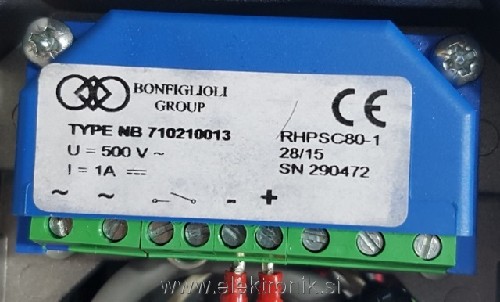 BONFIGLIOLI
GROUP
CE
TYPE NB 710210013
U = 500 V ~
I = 1A ⎓
RHPSC80-1
28/15
SN 290472
~ ~ - +
www.elektronik.si